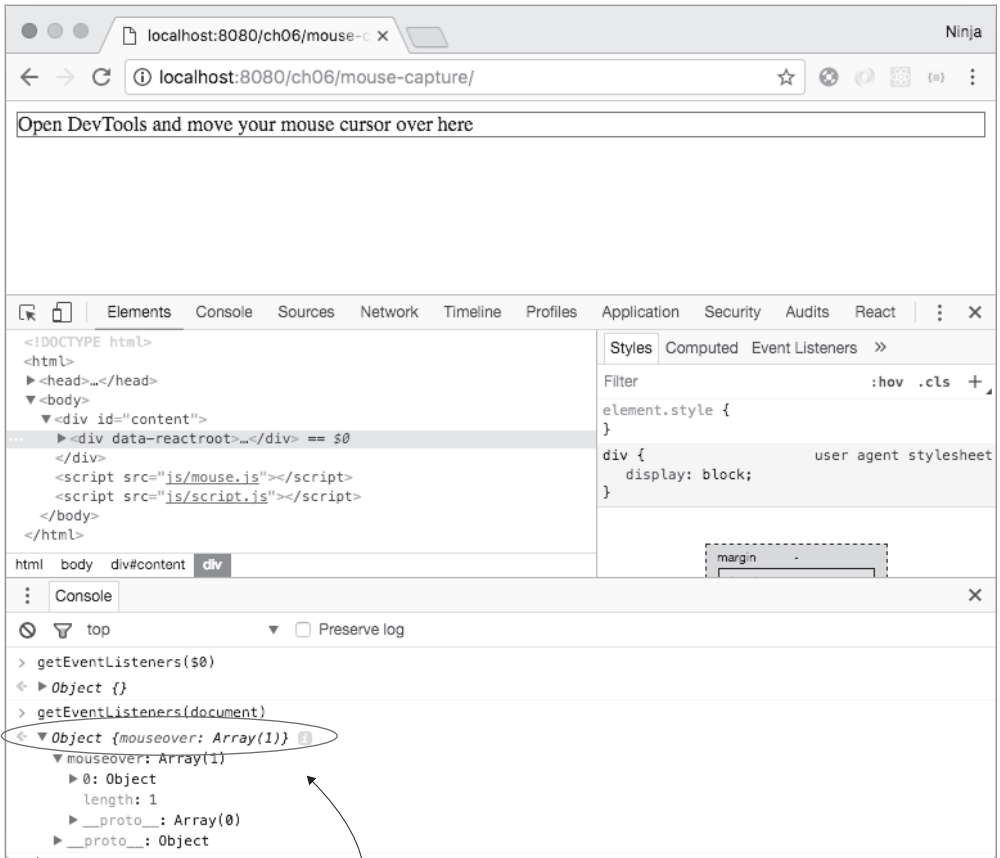 localhost:8080/ch06/mouse-c
Ninja
localhost:8080/ch06/mouse-capture/
Open DevTools and move your mouse cursor over here
Elements Console Sources Network Timeline Profiles Application Security Audits React
<!DOCTYPE html>
<html>
<head>…</head>
<body>
<div id="content">
<div data-reactroot>…</div> == $0
</div>
<script src="js/mouse.js"></script>
<script src="js/script.js"></script>
</body>
</html>
html body div#content div
Styles Computed Event Listeners »
Filter :hov .cls +
element.style {
}
div { user agent stylesheet
display: block;
}
margin -
Console
top Preserve log
> getEventListeners($0)
Object {}
> getEventListeners(document)
Object {mouseover: Array(1)}
mouseover: Array(1)
0: Object
length: 1
__proto__: Array(0)
__proto__: Object